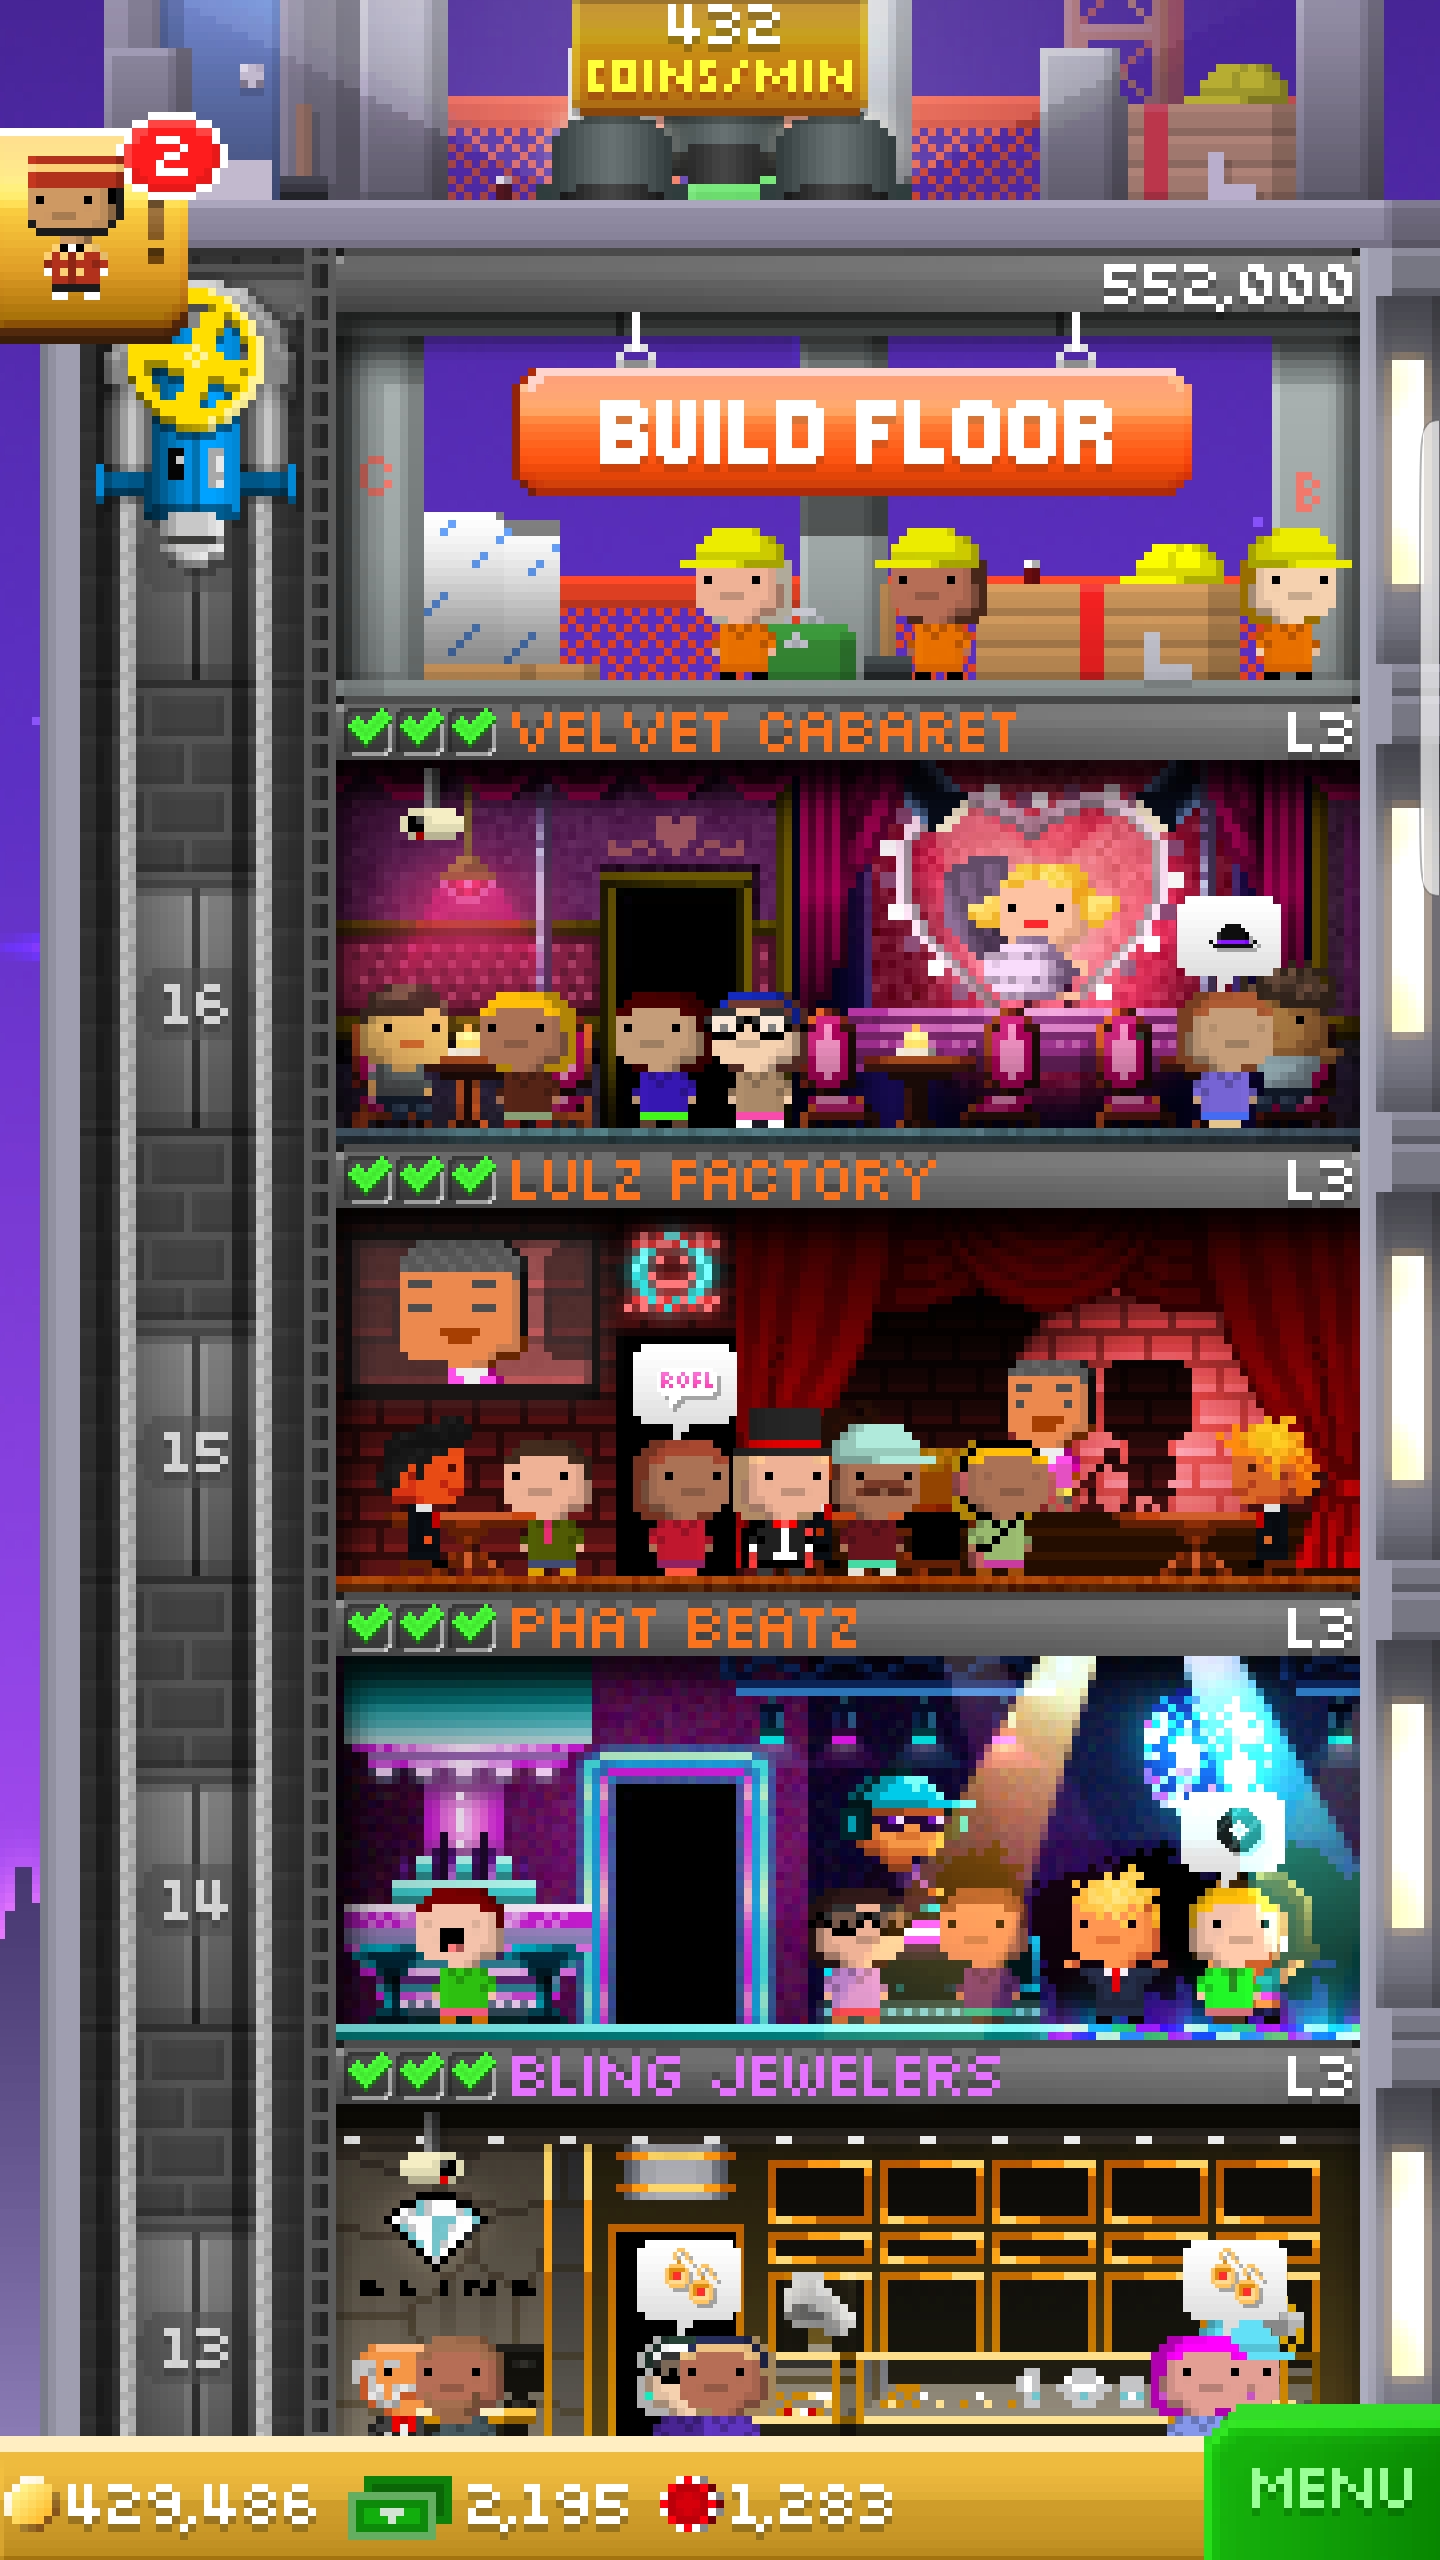 432
COINS/MIN
2
!
552,000
BUILD FLOOR
C
B
VELVET CABARET L3
16
LULZ FACTORY L3
ROFL
15
PHAT BEATZ L3
14
BLING JEWELERS L3
BLING
13
429,486 2,195 1,283
MENU